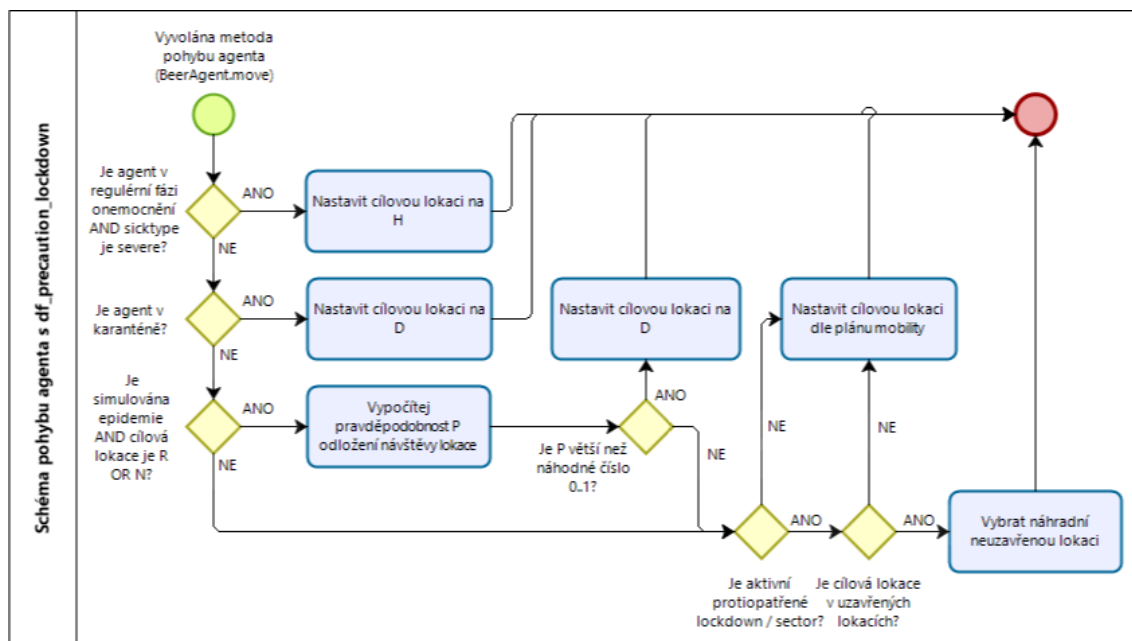 Schéma pohybu agenta s df_precaution_lockdown
Vyvolána metoda
pohybu agenta
(BeerAgent.move)
Je agent v
regulérní fázi
onemocnění
AND sicktype
je severe?
ANO
NE
Nastavit cílovou lokaci na
H
Je agent v
karanténě?
ANO
NE
Nastavit cílovou lokaci na
D
Nastavit cílovou lokaci na
D
Nastavit cílovou lokaci
dle plánu mobility
Je
simulována
epidemie
AND cílová
lokace je R
OR N?
ANO
NE
Vypočítej
pravděpodobnost P
odložení návštěvy lokace
Je P větší než
náhodné číslo
0..1?
ANO
NE
NE
NE
ANO
ANO
Vybrat náhradní
neuzavřenou lokaci
Je aktivní
protiopatřené
lockdown / sector?
Je cílová lokace
v uzavřených
lokacích?